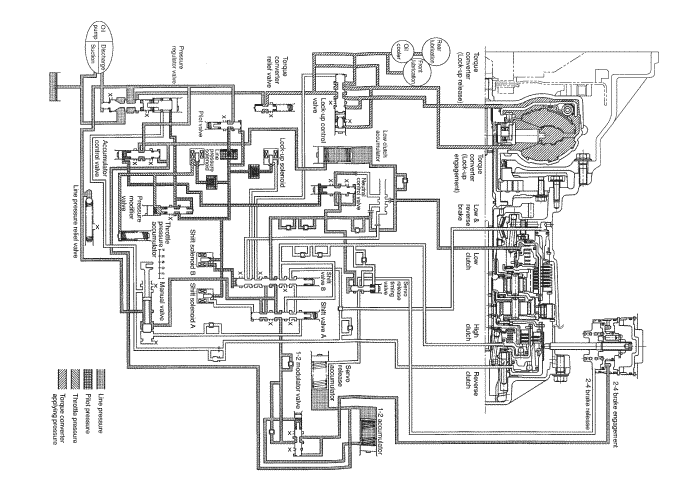 Oil
pump
Suction
Discharge
Pressure
regulator valve
Torque
converter
relief valve
Lock-up control
valve
Oil
cooler
Front
lubrication
Rear
lubrication
Torque
converter
(Lock-up release)
Torque
converter
(Lock-up
engagement)
Low &
reverse
brake
Low
clutch
High
clutch
Reverse
clutch
2-4 brake release
2-4 brake engagement
Pilot valve
Lock-up solenoid
Line
pressure
solenoid
Low clutch
accumulator
Accumulator
control valve
Line pressure relief valve
Pressure
modifier
valve
Throttle
pressure
accumulator
Manual valve
Shift solenoid B
Shift solenoid A
Shift
valve B
Shift valve A
Servo
release
timing
valve
1-2 modulator valve
Servo
release
accumulator
1-2 accumulator
Line pressure
Pilot pressure
Throttle pressure
Torque converter
applying pressure